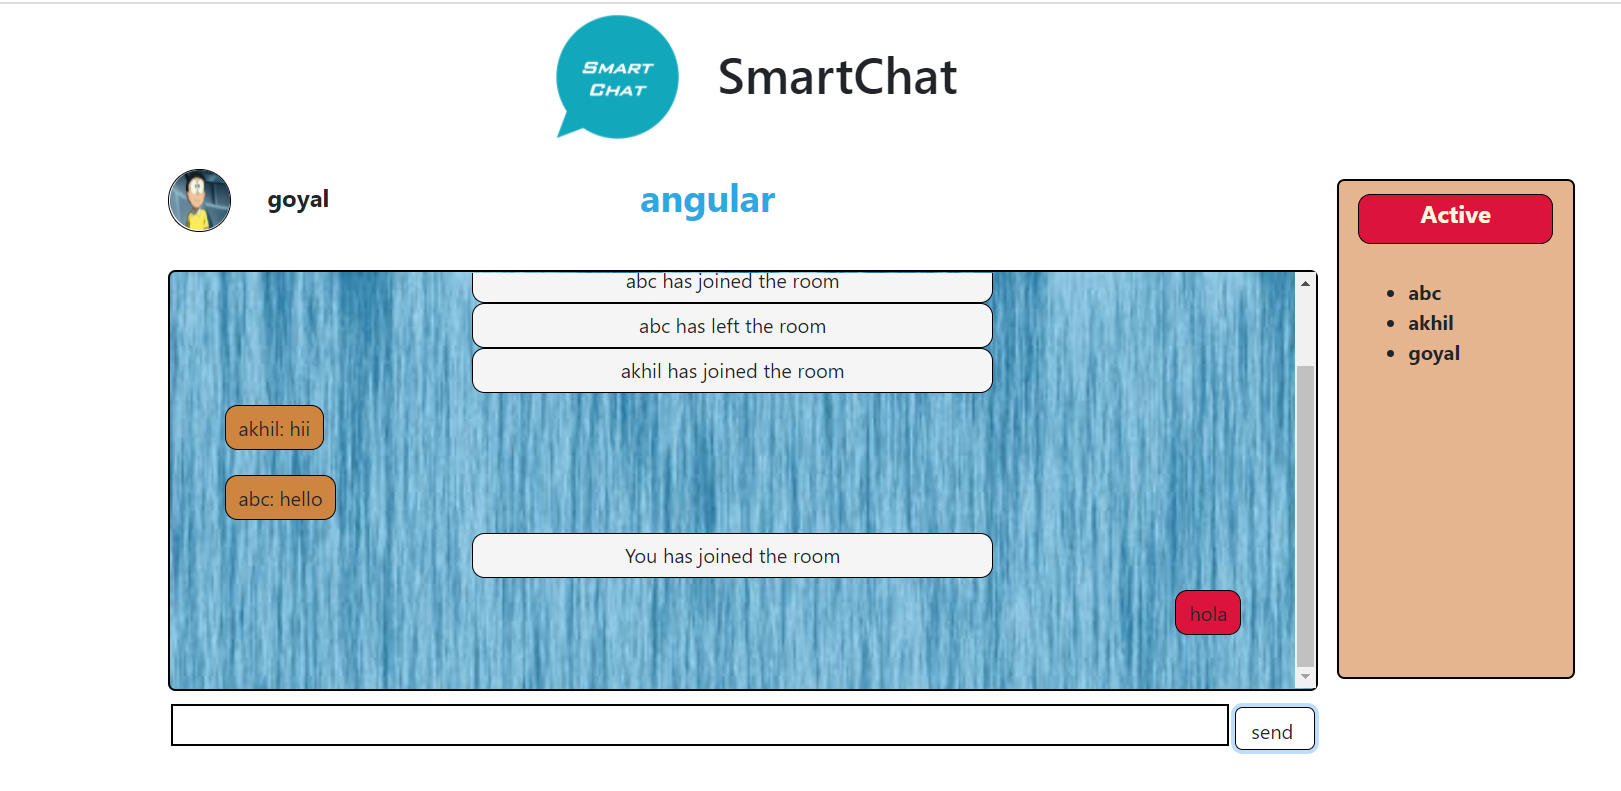 SMART
CHAT
SmartChat
goyal
angular
Active
abc has joined the room
abc has left the room
akhil has joined the room
akhil: hii
abc: hello
You has joined the room
hola
send
abc
akhil
goyal